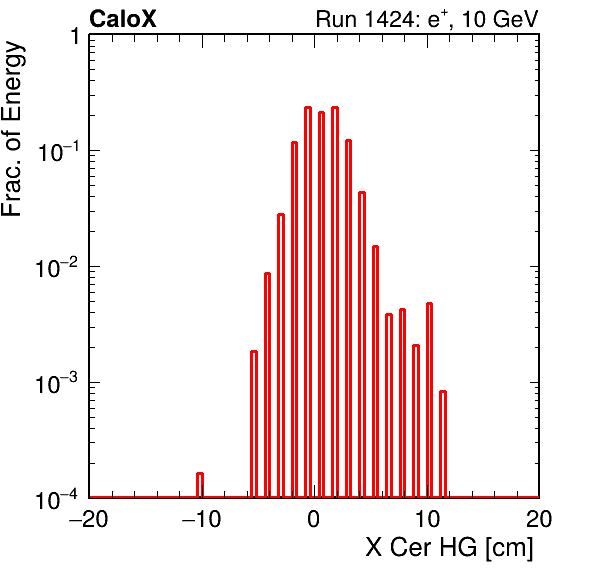 CaloX
Run 1424: e⁺, 10 GeV
Frac. of Energy
1
10⁻¹
10⁻²
10⁻³
10⁻⁴
−20 −10 0 10 20
X Cer HG [cm]